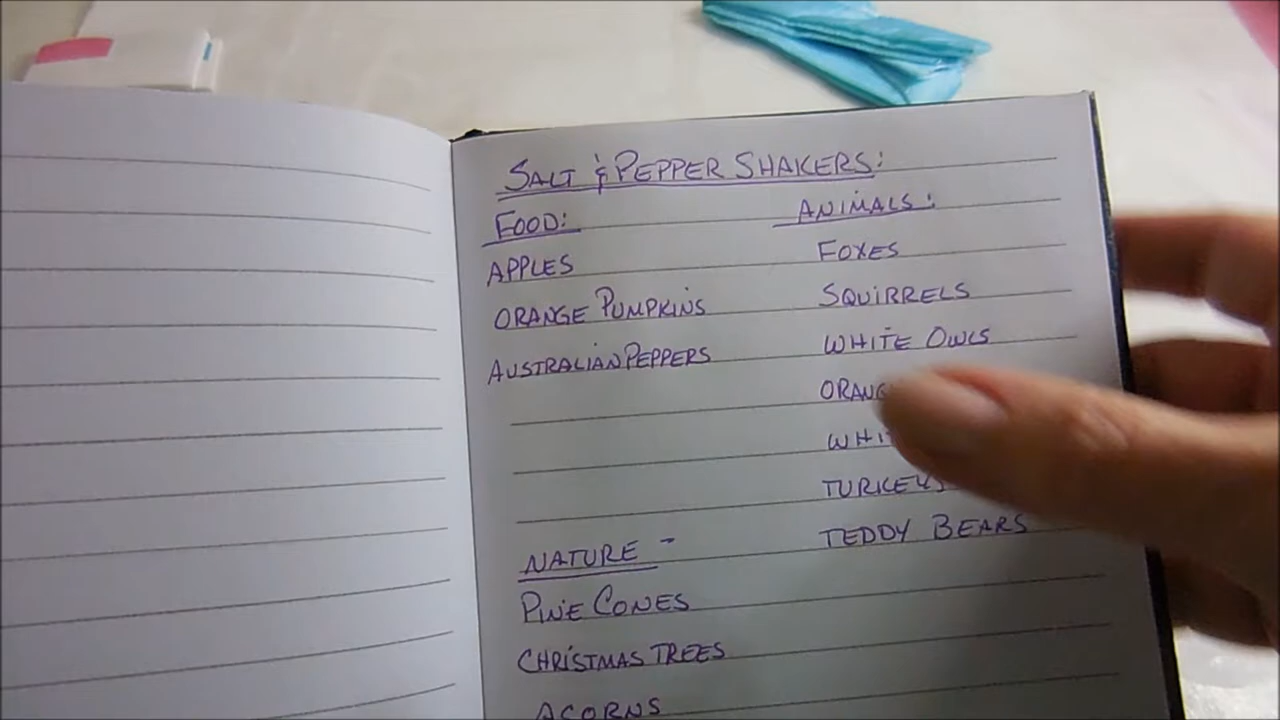 SALT & PEPPER SHAKERS:
FOOD:
APPLES
ORANGE PUMPKINS
AUSTRALIAN PEPPERS
ANIMALS:
FOXES
SQUIRRELS
WHITE OWLS
TURKEYS
TEDDY BEARS
NATURE -
PINE CONES
CHRISTMAS TREES
ACORNS